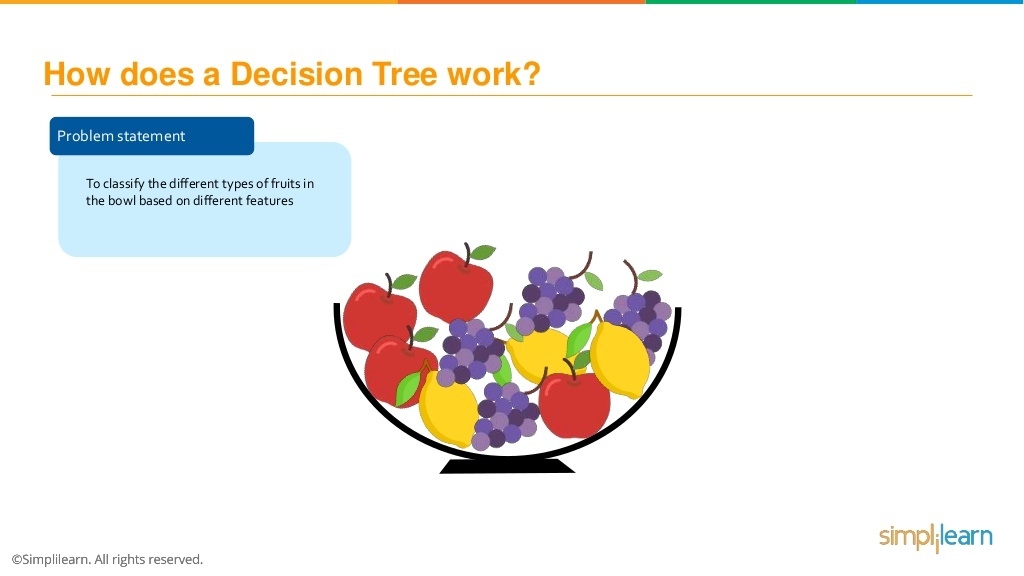 How does a Decision Tree work?
Problem statement
To classify the different types of fruits in
the bowl based on different features
simplilearn
©Simplilearn. All rights reserved.